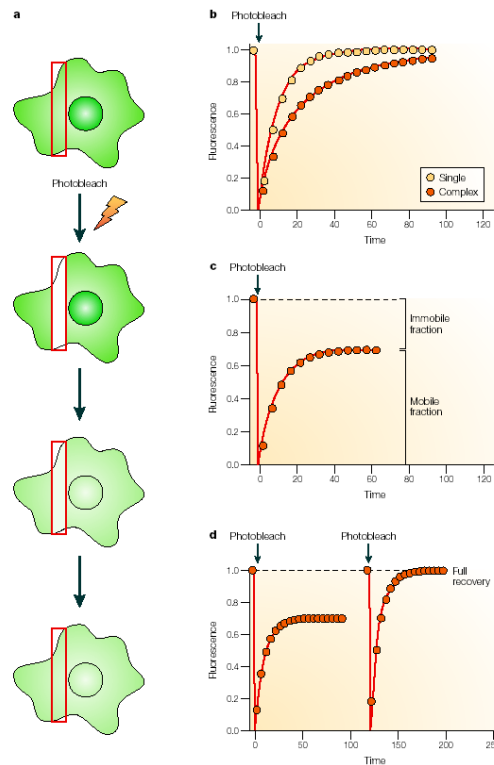 a
Photobleach
b
Photobleach
1.0
0.8
0.6
0.4
0.2
0.0
Fluorescence
0 20 40 60 80 100 120
Time
Single
Complex
c
Photobleach
1.0
0.8
0.6
0.4
0.2
0.0
Fluorescence
Immobile
fraction
Mobile
fraction
0 20 40 60 80 100 120
Time
d
Photobleach
Photobleach
1.0
0.8
0.6
0.4
0.2
0.0
Fluorescence
Full
recovery
0 50 100 150 200 250
Time